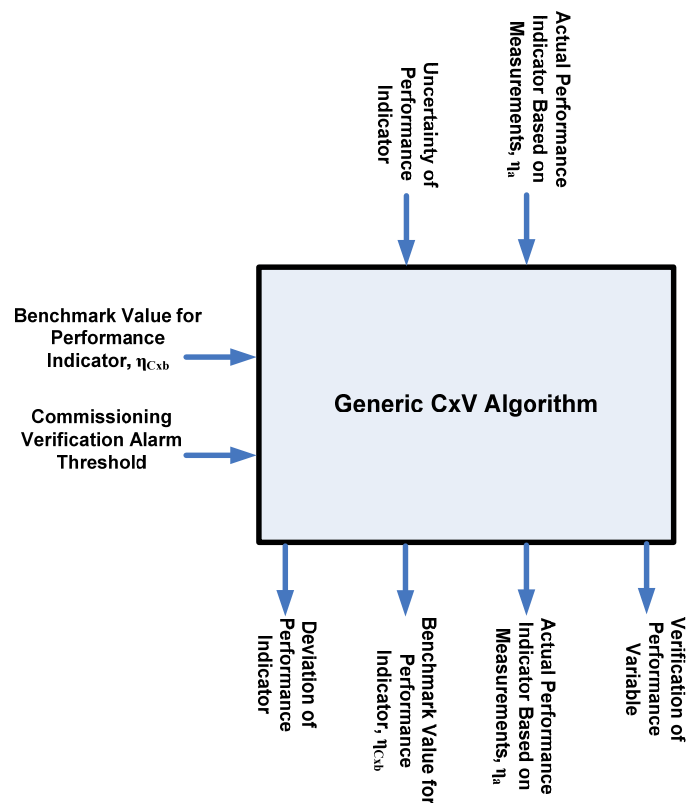 Uncertainty of
Performance
Indicator
Actual Performance
Indicator Based on
Measurements, ηa
Benchmark Value for
Performance
Indicator, ηCxb
Commissioning
Verification Alarm
Threshold
Generic CxV Algorithm
Deviation of
Performance
Indicator
Benchmark Value for
Performance
Indicator, ηCxb
Actual Performance
Indicator Based on
Measurements, ηa
Verification of
Performance
Variable